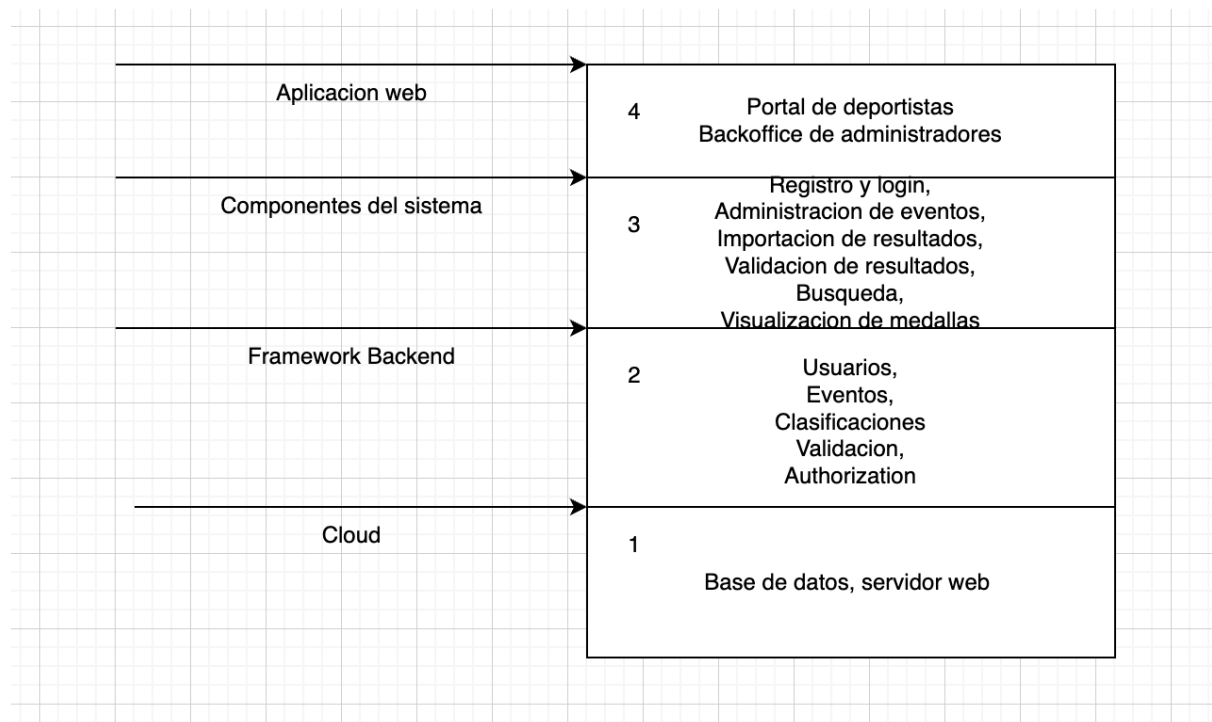 Aplicacion web
4
Portal de deportistas
Backoffice de administradores
Componentes del sistema
3
Registro y login,
Administracion de eventos,
Importacion de resultados,
Validacion de resultados,
Busqueda,
Visualizacion de medallas
Framework Backend
2
Usuarios,
Eventos,
Clasificaciones
Validacion,
Authorization
Cloud
1
Base de datos, servidor web